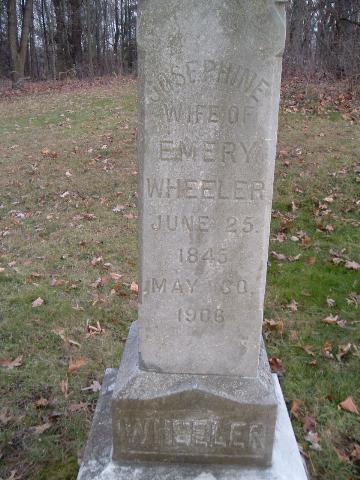 JOSEPHINE
WIFE OF
EMERY
WHEELER
JUNE 25.
1845
MAY 30.
1906
WHEELER